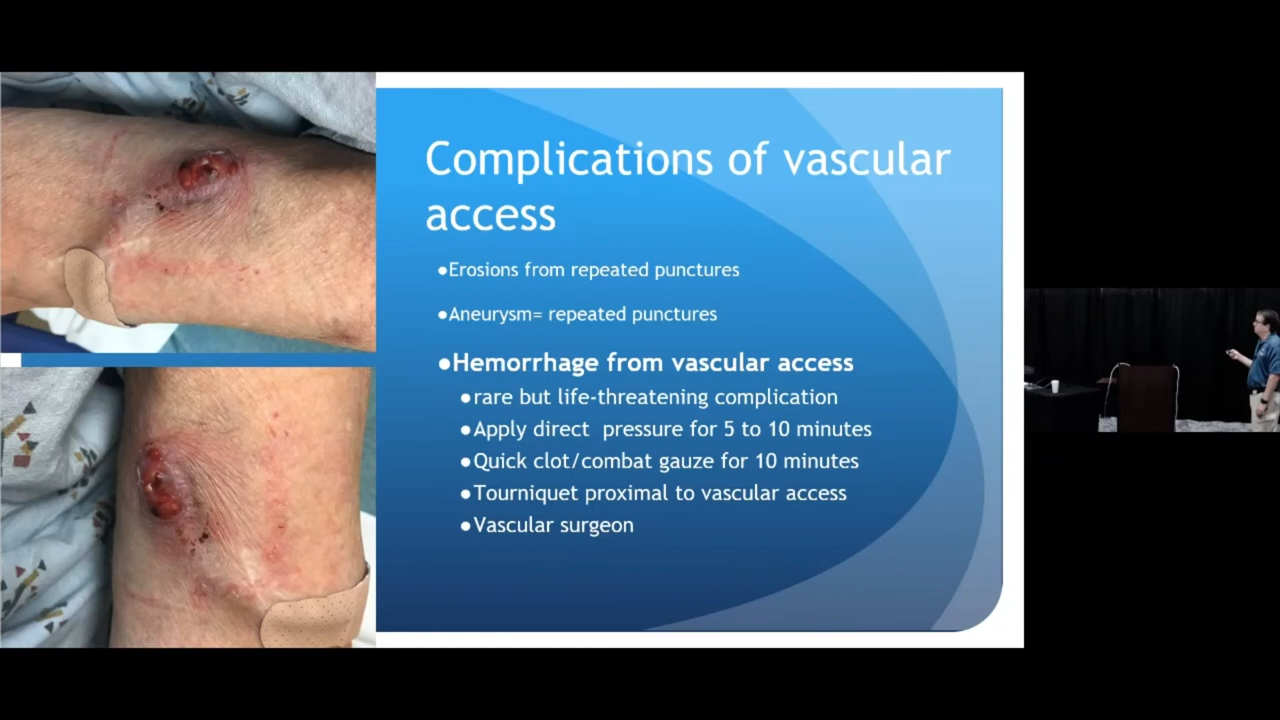 Complications of vascular
access
●Erosions from repeated punctures
●Aneurysm= repeated punctures
●Hemorrhage from vascular access
●rare but life-threatening complication
●Apply direct pressure for 5 to 10 minutes
●Quick clot/combat gauze for 10 minutes
●Tourniquet proximal to vascular access
●Vascular surgeon